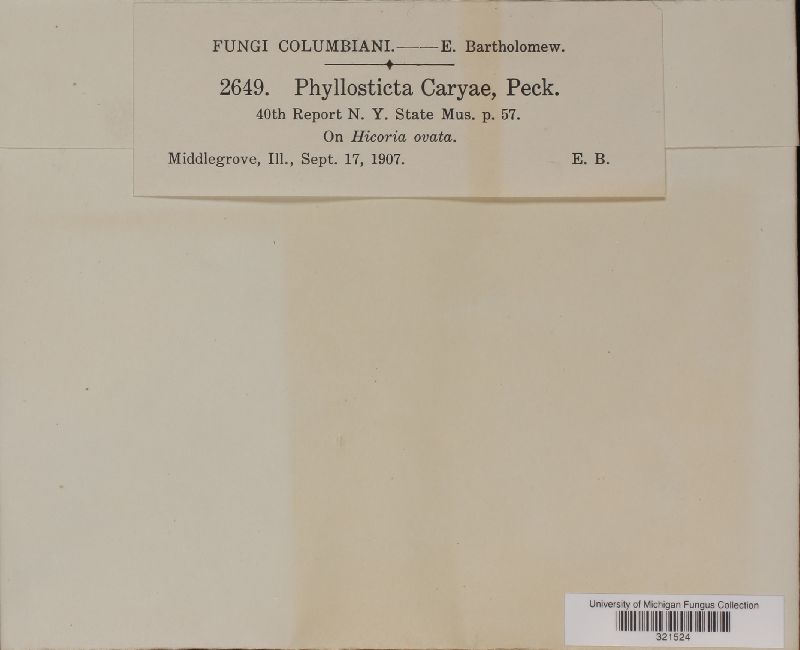 FUNGI COLUMBIANI.——E. Bartholomew.
2649. Phyllosticta Caryae, Peck.
40th Report N. Y. State Mus. p. 57.
On Hicoria ovata.
Middlegrove, Ill., Sept. 17, 1907. E. B.
University of Michigan Fungus Collection
321524